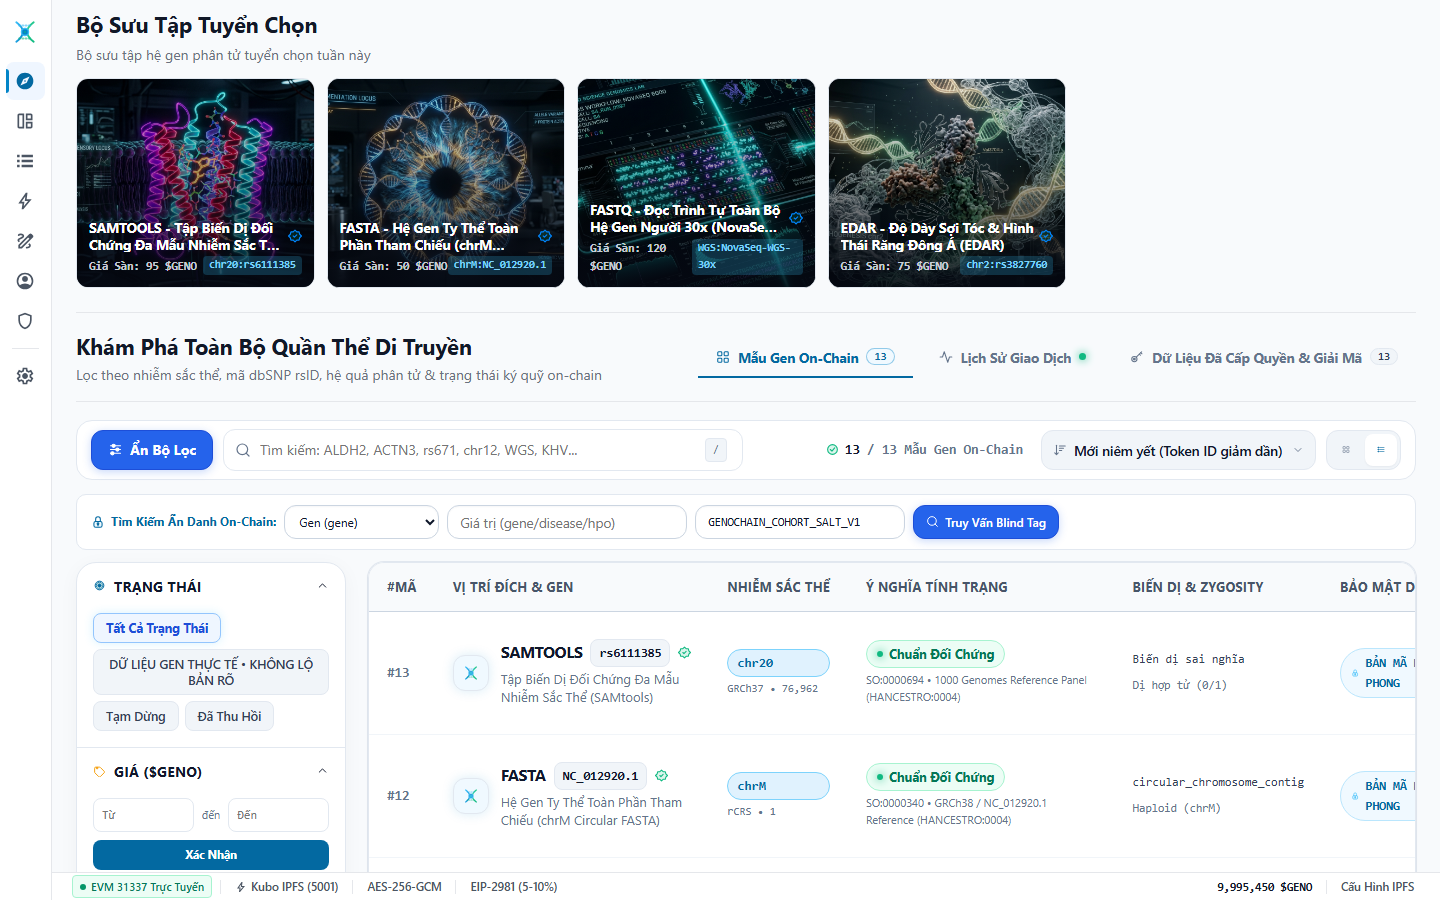 Bộ Sưu Tập Tuyển Chọn
Bộ sưu tập hệ gen phân tử tuyển chọn tuần này
SAMTOOLS - Tập Biến Dị Đối
Chứng Đa Mẫu Nhiễm Sắc T...
Giá Sàn: 95 $GENO
chr20:rs6111385
FASTA - Hệ Gen Ty Thể Toàn
Phần Tham Chiếu (chrM...
Giá Sàn: 50 $GENO
chrM:NC_012920.1
FASTQ - Đọc Trình Tự Toàn Bộ
Hệ Gen Người 30x (NovaSe...
Giá Sàn: 120
$GENO
WGS:NovaSeq-WGS-
30x
EDAR - Độ Dày Sợi Tóc & Hình
Thái Răng Đông Á (EDAR)
Giá Sàn: 75 $GENO
chr2:rs3827760
Khám Phá Toàn Bộ Quần Thể Di Truyền
Lọc theo nhiễm sắc thể, mã dbSNP rsID, hệ quả phân tử & trạng thái ký quỹ on-chain
Mẫu Gen On-Chain 13
Lịch Sử Giao Dịch
Dữ Liệu Đã Cấp Quyền & Giải Mã 13
Ẩn Bộ Lọc
Tìm kiếm: ALDH2, ACTN3, rs671, chr12, WGS, KHV...
/
13 / 13 Mẫu Gen On-Chain
Mới niêm yết (Token ID giảm dần)
Tìm Kiếm Ẩn Danh On-Chain:
Gen (gene)
Giá trị (gene/disease/hpo)
GENOCHAIN_COHORT_SALT_V1
Truy Vấn Blind Tag
TRẠNG THÁI
Tất Cả Trạng Thái
DỮ LIỆU GEN THỰC TẾ • KHÔNG LỘ
BẢN RÕ
Tạm Dừng
Đã Thu Hồi
GIÁ ($GENO)
Từ
đến
Đến
Xác Nhận
#MÃ
VỊ TRÍ ĐÍCH & GEN
NHIỄM SẮC THỂ
Ý NGHĨA TÍNH TRẠNG
BIẾN DỊ & ZYGOSITY
BẢO MẬT D
#13
SAMTOOLS
rs6111385
Tập Biến Dị Đối Chứng Đa Mẫu
Nhiễm Sắc Thể (SAMtools)
chr20
GRCh37 • 76,962
Chuẩn Đối Chứng
SO:0000694 • 1000 Genomes Reference Panel
(HANCESTRO:0004)
Biến dị sai nghĩa
Dị hợp tử (0/1)
BẢN MÃ
PHONG
#12
FASTA
NC_012920.1
Hệ Gen Ty Thể Toàn Phần Tham
Chiếu (chrM Circular FASTA)
chrM
rCRS • 1
Chuẩn Đối Chứng
SO:0000340 • GRCh38 / NC_012920.1
Reference (HANCESTRO:0004)
circular_chromosome_contig
Haploid (chrM)
BẢN MÃ
PHONG
EVM 31337 Trực Tuyến
Kubo IPFS (5001)
AES-256-GCM
EIP-2981 (5-10%)
9,995,450 $GENO
Cấu Hình IPFS